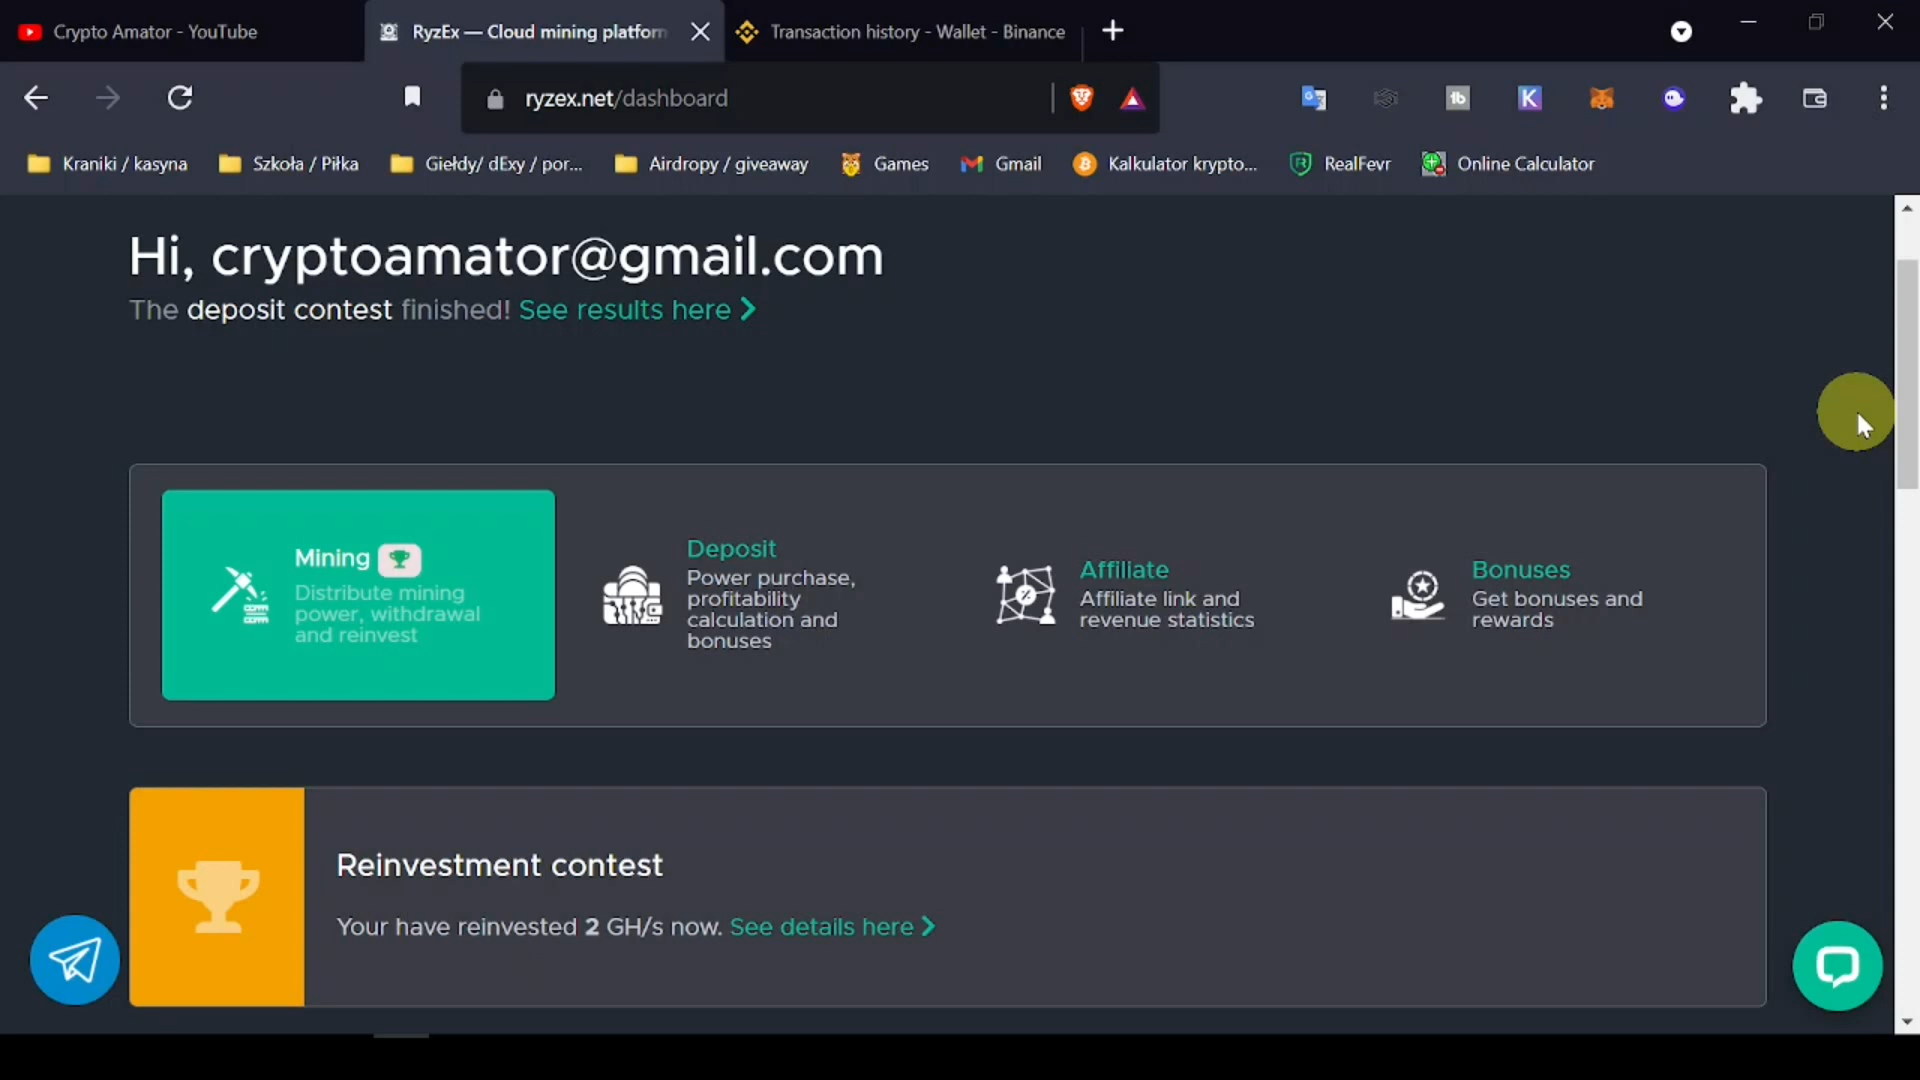 Crypto Amator - YouTube
RyzEx — Cloud mining platform
Transaction history - Wallet - Binance
ryzex.net/dashboard
Kraniki / kasyna
Szkoła / Piłka
Giełdy/ dExy / por...
Airdropy / giveaway
Games
Gmail
Kalkulator krypto...
RealFevr
Online Calculator
Hi, cryptoamator@gmail.com
The deposit contest finished! See results here
Mining
Distribute mining
power, withdrawal
and reinvest
Deposit
Power purchase,
profitability
calculation and
bonuses
Affiliate
Affiliate link and
revenue statistics
Bonuses
Get bonuses and
rewards
Reinvestment contest
Your have reinvested 2 GH/s now. See details here